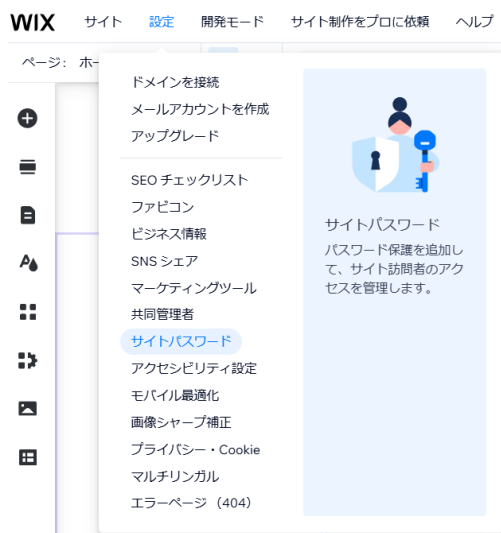 WIX サイト 設定 開発モード サイト制作をプロに依頼 ヘルプ
ページ： ホー
ドメインを接続
メールアカウントを作成
アップグレード
SEO チェックリスト
ファビコン
ビジネス情報
SNS シェア
マーケティングツール
共同管理者
サイトパスワード
アクセシビリティ設定
モバイル最適化
画像シャープ補正
プライバシー・Cookie
マルチリンガル
エラーページ （404）
サイトパスワード
パスワード保護を追加し
て、サイト訪問者のアク
セスを管理します。